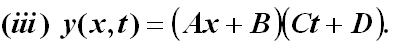 (iii) y(x,t) = (Ax + B)(Ct + D).